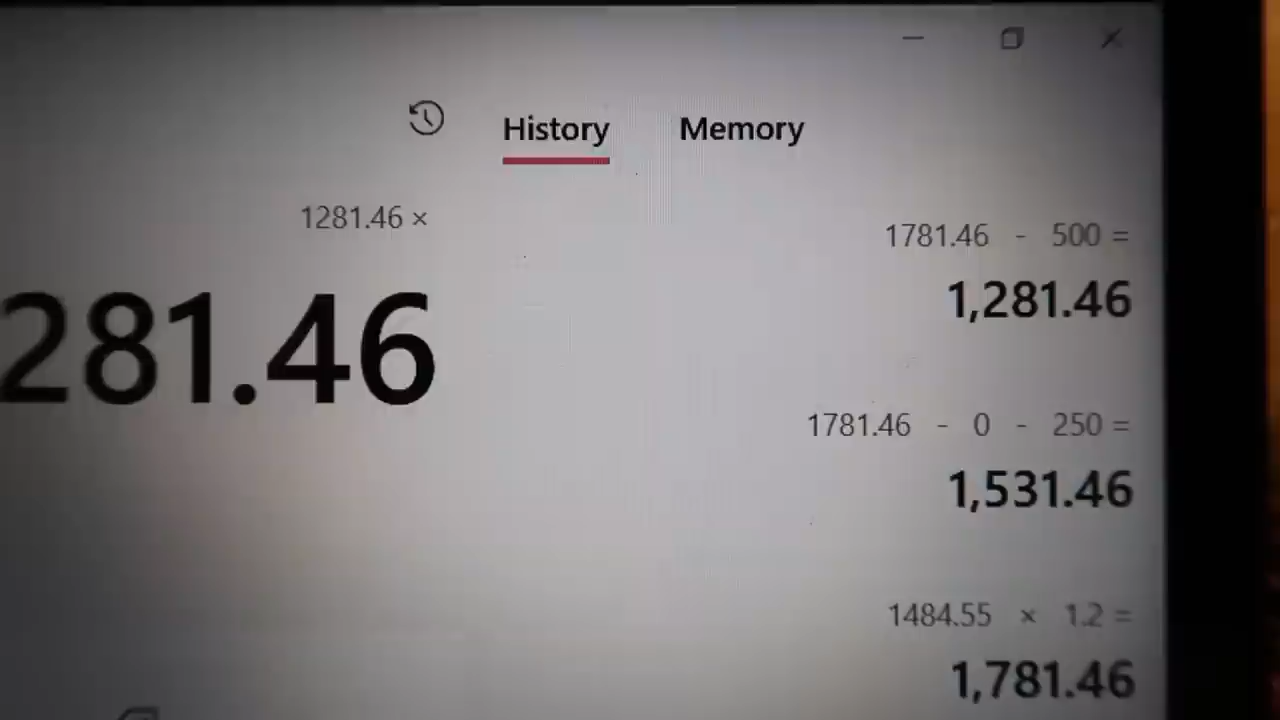 History Memory
1281.46 ×
281.46
1781.46 - 500 =
1,281.46
1781.46 - 0 - 250 =
1,531.46
1484.55 × 1.2 =
1,781.46